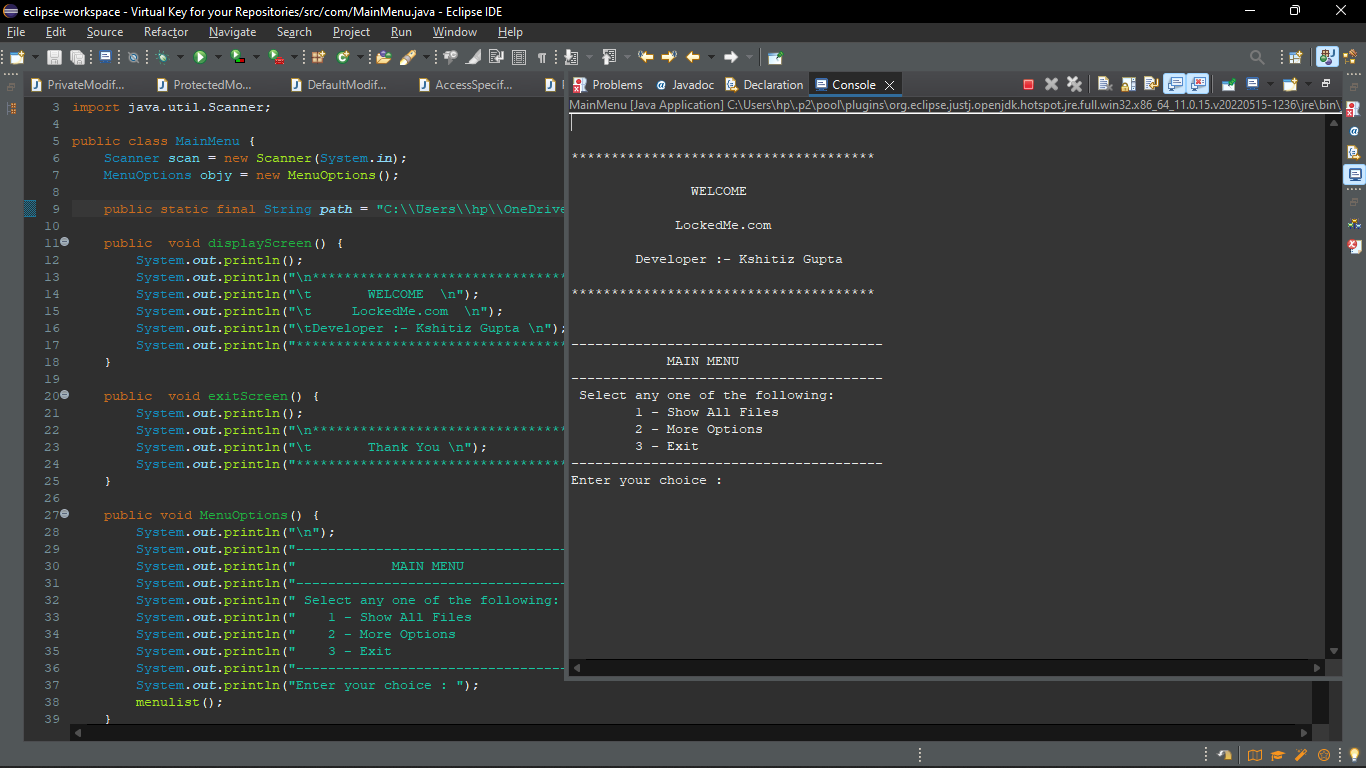 eclipse-workspace - Virtual Key for your Repositories/src/com/MainMenu.java - Eclipse IDE
File Edit Source Refactor Navigate Search Project Run Window Help
PrivateModif... ProtectedMo... DefaultModif... AccessSpecif...
Problems Javadoc Declaration Console
MainMenu [Java Application] C:\Users\hp\.p2\pool\plugins\org.eclipse.justj.openjdk.hotspot.jre.full.win32.x86_64_11.0.15.v20220515-1236\jre\bin\
3 import java.util.Scanner;
4
5 public class MainMenu {
6 Scanner scan = new Scanner(System.in);
7 MenuOptions objy = new MenuOptions();
8
9 public static final String path = "C:\\Users\\hp\\OneDrive
10
11 public void displayScreen() {
12 System.out.println();
13 System.out.println("\n********************************
14 System.out.println("\t WELCOME \n");
15 System.out.println("\t LockedMe.com \n");
16 System.out.println("\tDeveloper :- Kshitiz Gupta \n");
17 System.out.println("**********************************
18 }
19
20 public void exitScreen() {
21 System.out.println();
22 System.out.println("\n********************************
23 System.out.println("\t Thank You \n");
24 System.out.println("**********************************
25 }
26
27 public void MenuOptions() {
28 System.out.println("\n");
29 System.out.println("----------------------------------
30 System.out.println(" MAIN MENU
31 System.out.println("----------------------------------
32 System.out.println(" Select any one of the following:
33 System.out.println(" 1 - Show All Files
34 System.out.println(" 2 - More Options
35 System.out.println(" 3 - Exit
36 System.out.println("----------------------------------
37 System.out.println("Enter your choice : ");
38 menulist();
39 }
**************************************
WELCOME
LockedMe.com
Developer :- Kshitiz Gupta
**************************************
---------------------------------------
MAIN MENU
---------------------------------------
Select any one of the following:
1 - Show All Files
2 - More Options
3 - Exit
---------------------------------------
Enter your choice :